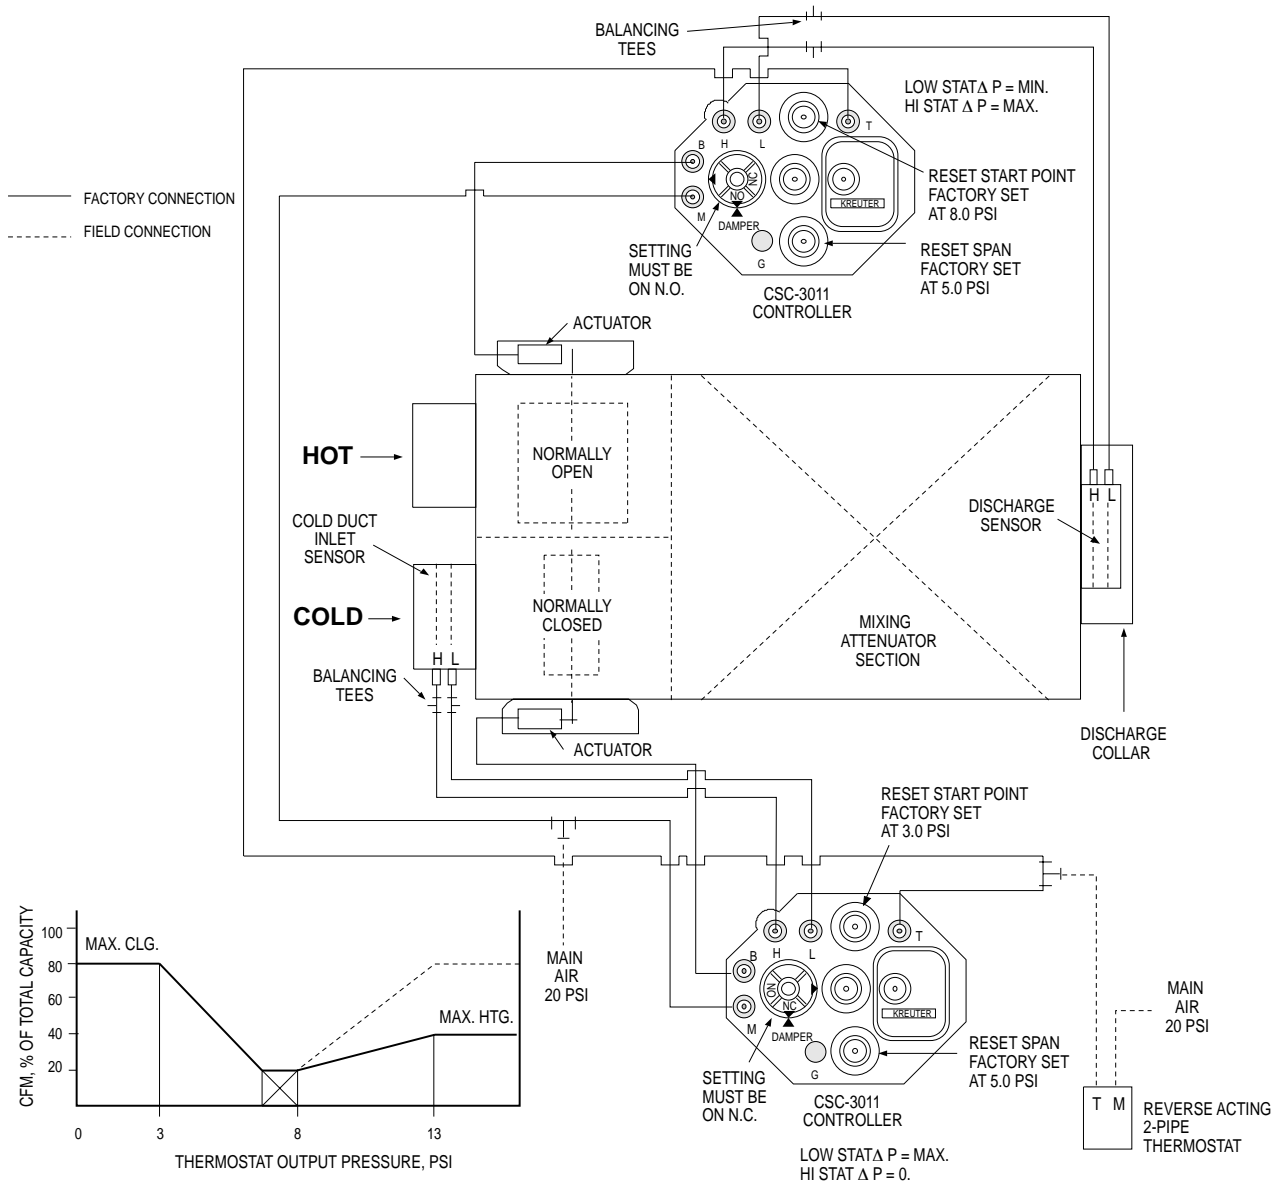 BALANCING
TEES
LOW STAT Δ P = MIN.
HI STAT Δ P = MAX.
T
B
H
L
M
NC
NO
DAMPER
G
KREUTER
RESET START POINT
FACTORY SET
AT 8.0 PSI
FACTORY CONNECTION
FIELD CONNECTION
SETTING
MUST BE
ON N.O.
RESET SPAN
FACTORY SET
AT 5.0 PSI
CSC-3011
CONTROLLER
ACTUATOR
HOT
NORMALLY
OPEN
COLD DUCT
INLET
SENSOR
DISCHARGE
SENSOR
H L
COLD
NORMALLY
CLOSED
MIXING
ATTENUATOR
SECTION
H L
BALANCING
TEES
ACTUATOR
DISCHARGE
COLLAR
RESET START POINT
FACTORY SET
AT 3.0 PSI
B
H
L
T
M
NO
NC
DAMPER
G
KREUTER
MAIN
AIR
20 PSI
SETTING
MUST BE
ON N.C.
RESET SPAN
FACTORY SET
AT 5.0 PSI
CSC-3011
CONTROLLER
LOW STAT Δ P = MAX.
HI STAT Δ P = 0.
MAIN
AIR
20 PSI
T M
REVERSE ACTING
2-PIPE
THERMOSTAT
CFM, % OF TOTAL CAPACITY
100
80
60
40
20
MAX. CLG.
MAX. HTG.
0 3 8 13
THERMOSTAT OUTPUT PRESSURE, PSI